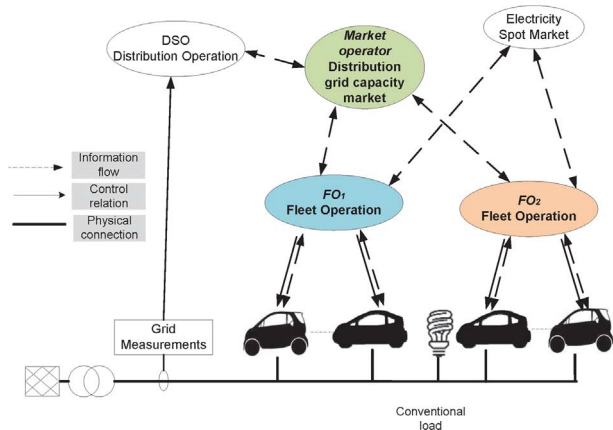 DSO
Distribution Operation
Market
operator
Distribution
grid capacity
market
Electricity
Spot Market
Information
flow
Control
relation
Physical
connection
FO1
Fleet Operation
FO2
Fleet Operation
Grid
Measurements
Conventional
load